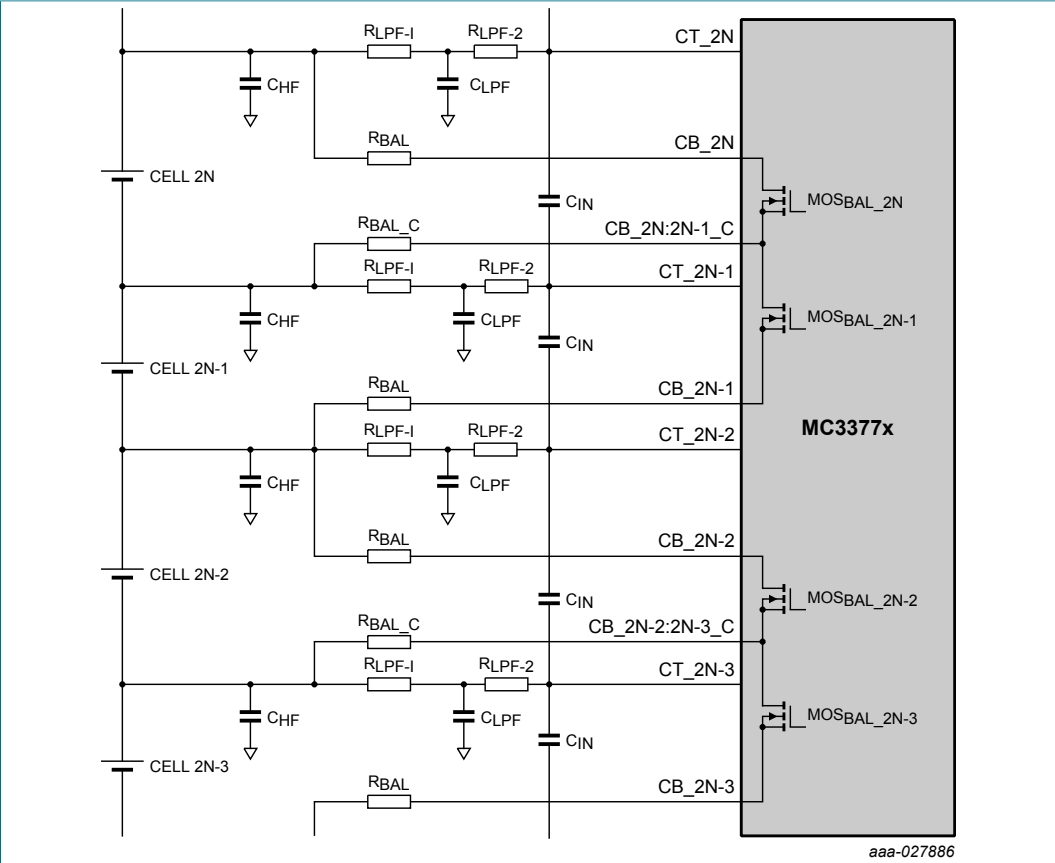 RLPF-I RLPF-2 CT_2N
CHF CLPF
RBAL CB_2N
CELL 2N MOSBAL_2N
CIN
RBAL_C CB_2N:2N-1_C
RLPF-I RLPF-2 CT_2N-1
CHF CLPF MOSBAL_2N-1
CIN
CELL 2N-1
RBAL CB_2N-1
RLPF-I RLPF-2 CT_2N-2 MC3377x
CHF CLPF
RBAL CB_2N-2
CELL 2N-2
CIN MOSBAL_2N-2
RBAL_C CB_2N-2:2N-3_C
RLPF-I RLPF-2 CT_2N-3
CHF CLPF MOSBAL_2N-3
CIN
CELL 2N-3
RBAL CB_2N-3
aaa-027886